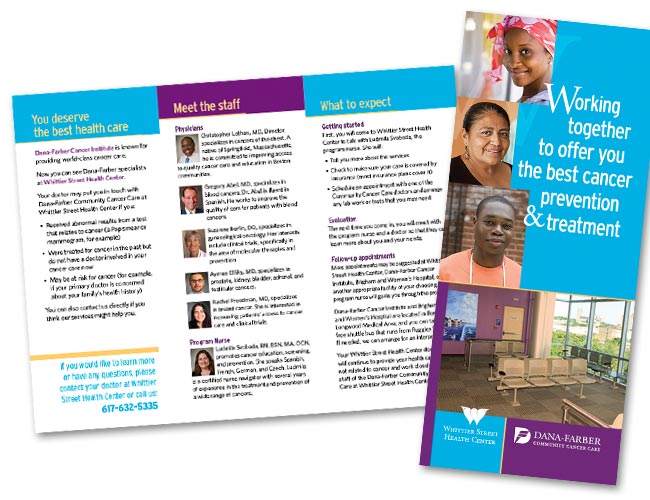 You deserve
the best health care
Dana-Farber Cancer Institute is known for
providing world-class cancer care.
Now you can see Dana-Farber specialists
at Whittier Street Health Center.
Your doctor may put you in touch with
Dana-Farber Community Cancer Care at
Whittier Street Health Center if you:
• Received abnormal results from a test
that relates to cancer (a Pap smear or
mammogram, for example)
• Were treated for cancer in the past but
do not have a doctor involved in your
cancer care now
• May be at risk for cancer (for example,
if your primary doctor is concerned
about your family's health history)
You can also contact us directly if you
think our services might help you.
If you would like to learn more
or have any questions, please
contact your doctor at Whittier
Street Health Center or call us:
617-632-5335
Meet the staff
Physicians
Christopher Lathan, MD, Director
specializes in cancers of the chest. A
native of Springfield, Massachusetts,
he is committed to improving access
to quality cancer care and education in Boston
communities.
Gregory Abel, MD, specializes in
blood cancers. Dr. Abel is fluent in
Spanish. He works to improve the
quality of care for patients with blood
cancers.
Suzanne Berlin, DO, specializes in
gynecological oncology. Her interests
include clinical trials, specifically in
the area of molecular therapies and
prevention
MD, specializes in
prostate, kidney, bladder, adrenal, and
testicular cancers.
Rachel Freedman, MD, specializes
in breast cancer. She is interested in
increasing patients' access to cancer
care and clinical trials.
Program Nurse
Ludmila Svoboda, RN, BSN, MA, OCN,
promotes cancer education, screening,
and prevention. She speaks Spanish,
French, German, and Czech. Ludmila
is a certified nurse navigator with several years
of experience in the treatment and prevention of
a wide range of cancers.
What to expect
Getting started
First, you will come to Whittier Street Health
Center to talk with Ludmila Svoboda, the
program nurse. She will:
• Tell you more about the services
• Check to make sure your care is covered by
insurance (most insurance plans cover it)
• Schedule an appointment with one of the
Community Cancer Care doctors and
any lab work or tests that you may need
Evaluation
The next time you come in, you will meet with
the program nurse and a doctor so that they can
learn more about you and your needs.
Follow-up appointments
More appointments may be suggested at Whittier
Street Health Center, Dana-Farber Cancer
Institute, Brigham and Women's Hospital, or
another appropriate facility of your choosing.
program nurse will guide you through the
Dana-Farber Cancer Institute and Brigham
and Women's Hospital are located in
Longwood Medical Area, and you can
free shuttle bus that runs from
If needed, we can arrange for an
Your Whittier Street Health Center
will continue to provide your health
not related to cancer and work
staff of the Dana-Farber Community
Care at Whittier Street Health Center.
Working
together
to offer you
the best cancer
prevention
& treatment
WHITTIER STREET
HEALTH CENTER
DANA-FARBER
COMMUNITY CANCER CARE